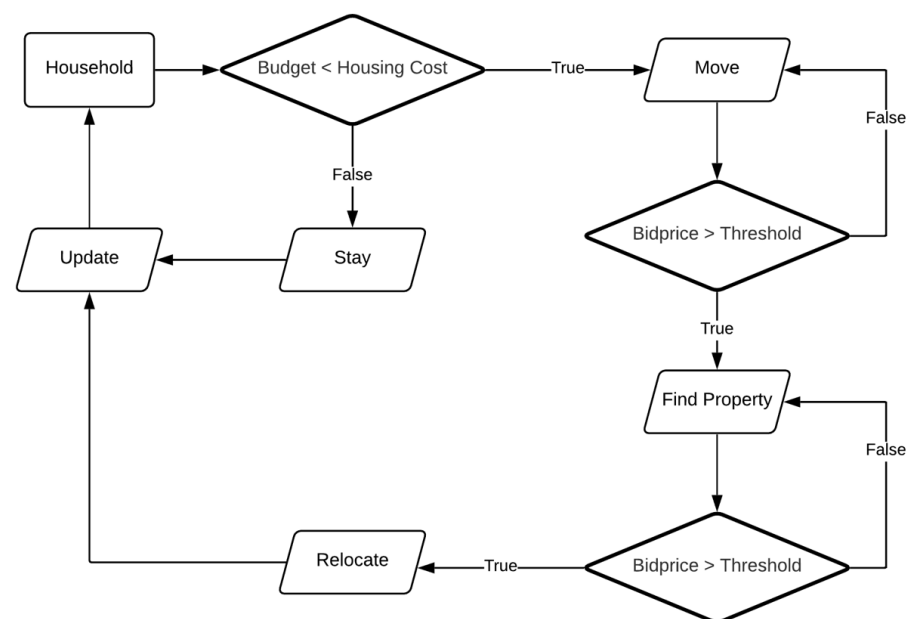 Household
Budget < Housing Cost
True
Move
False
False
Bidprice > Threshold
Update
Stay
True
Find Property
False
Relocate
True
Bidprice > Threshold